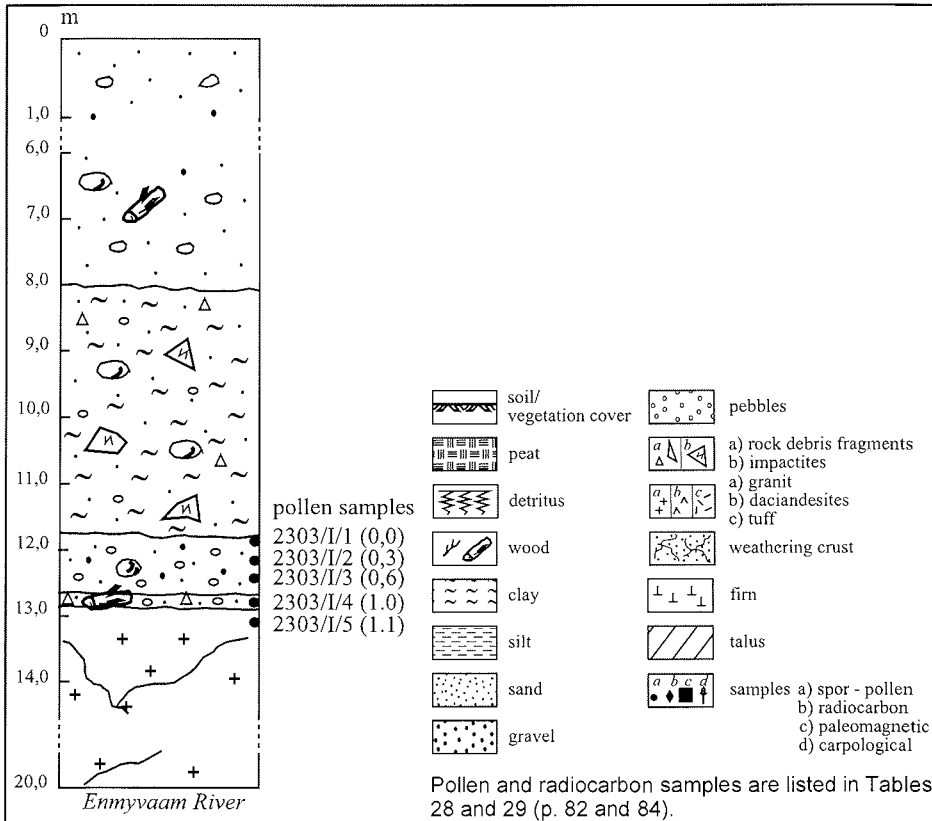 m
0
1,0
6,0
7,0
8,0
9,0
10,0
11,0
12,0
13,0
14,0
20,0
Enmyvaam River
pollen samples
2303/I/1 (0,0)
2303/I/2 (0,3)
2303/I/3 (0,6)
2303/I/4 (1.0)
2303/I/5 (1.1)
soil/
vegetation cover
peat
detritus
wood
clay
silt
sand
gravel
pebbles
a b
a) rock debris fragments
b) impactites
a b c
a) granit
b) daciandesites
c) tuff
weathering crust
firn
talus
a b c d
samples a) spor - pollen
b) radiocarbon
c) paleomagnetic
d) carpological
Pollen and radiocarbon samples are listed in Tables
28 and 29 (p. 82 and 84).